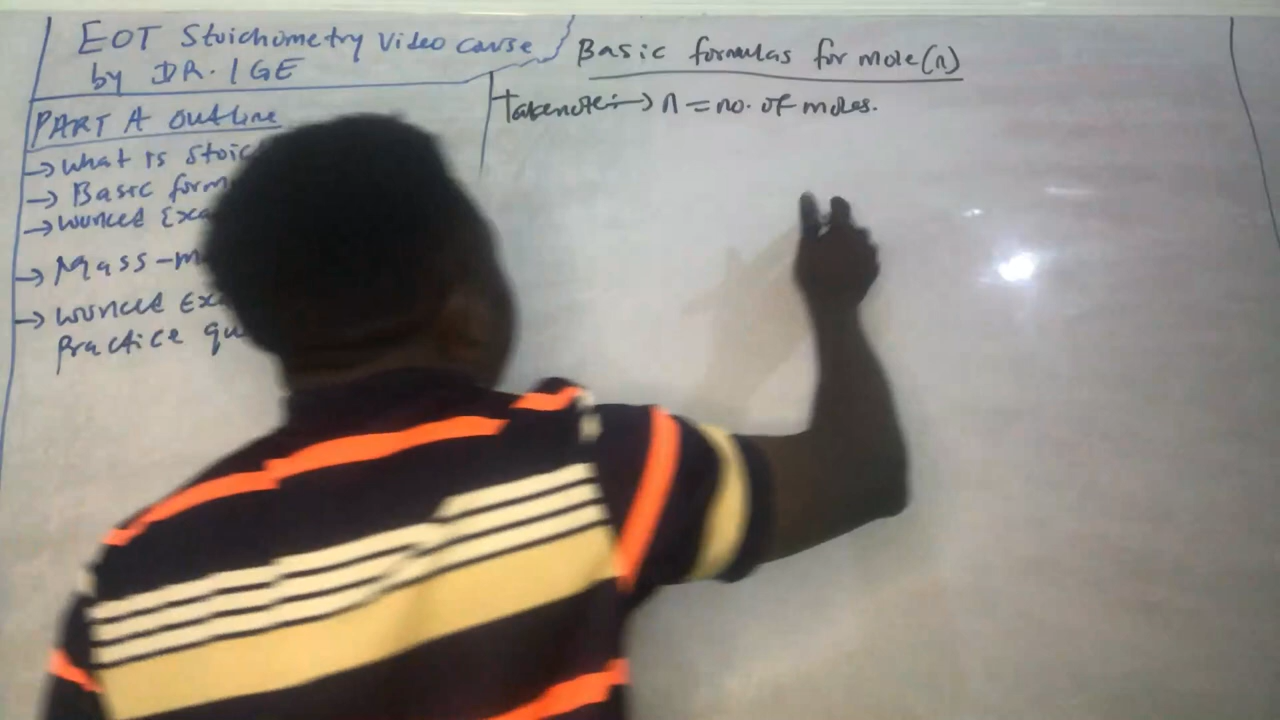 EOT Stoichometry Video course
by DR. IGE
PART A Outline
→ What is Stoic
→ Basic form
→ Worked Exa
→ Mass-m
→ Worked Ex
Practice qu
Basic formulas for mole(n)
Takenote:→ n = no. of moles.